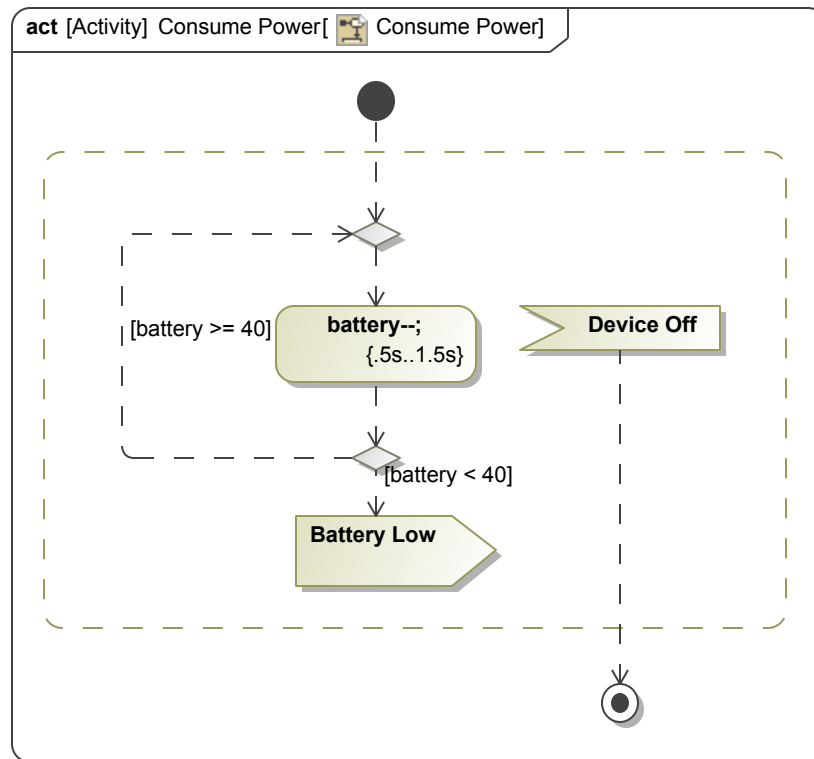 act [Activity] Consume Power[ Consume Power]
[battery >= 40]
battery--;
{.5s..1.5s}
Device Off
[battery < 40]
Battery Low